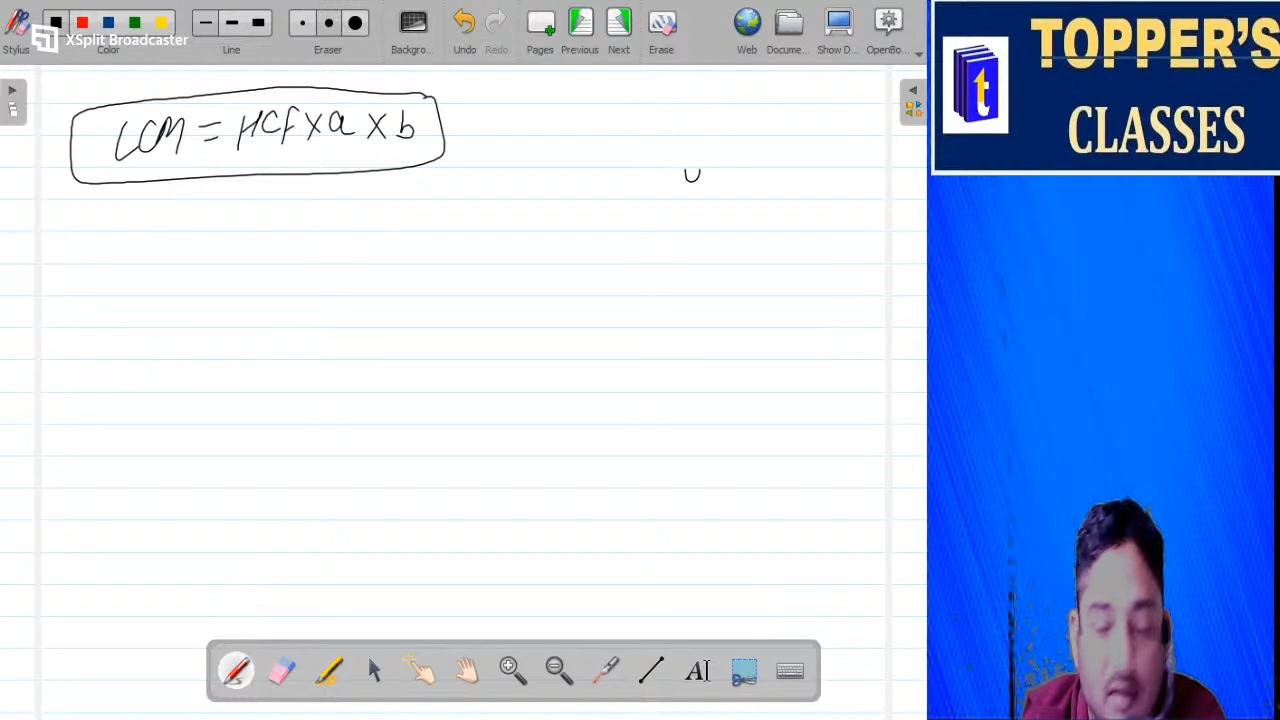 XSplit Broadcaster
Stylus Color Line Eraser Backgro... Undo Redo Pages Previous Next Erase Web Docume... Show D... OpenBo...
TOPPER'S
t
CLASSES
LCM = HCF × a × b
U
A